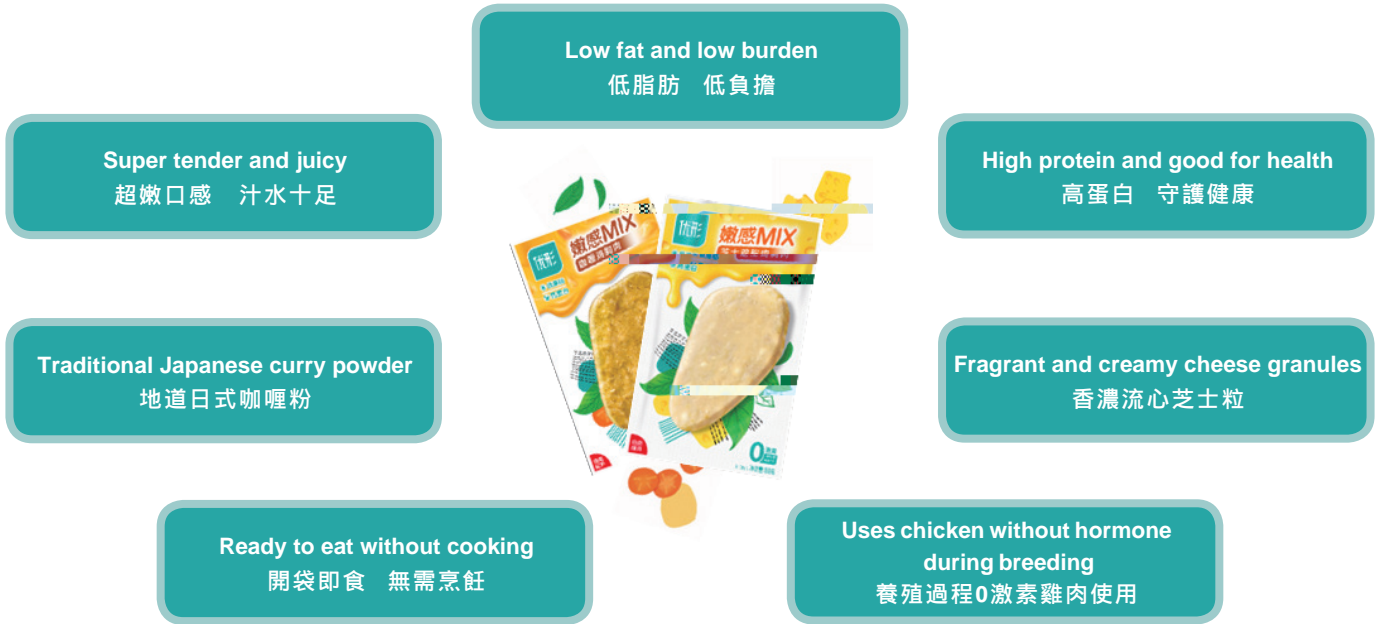 Low fat and low burden
低脂肪 低負擔
Super tender and juicy
超嫩口感 汁水十足
High protein and good for health
高蛋白 守護健康
优形
嫩感MIX
优形
嫩感MIX
Traditional Japanese curry powder
地道日式咖喱粉
Fragrant and creamy cheese granules
香濃流心芝士粒
0
Ready to eat without cooking
開袋即食 無需烹飪
Uses chicken without hormone
during breeding
養殖過程0激素雞肉使用